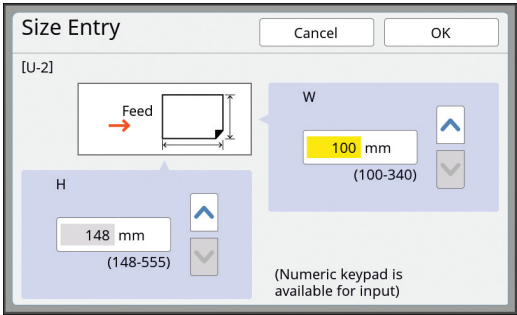 Size Entry
Cancel
OK
[U-2]
Feed
W
100 mm
(100-340)
H
148 mm
(148-555)
(Numeric keypad is
available for input)